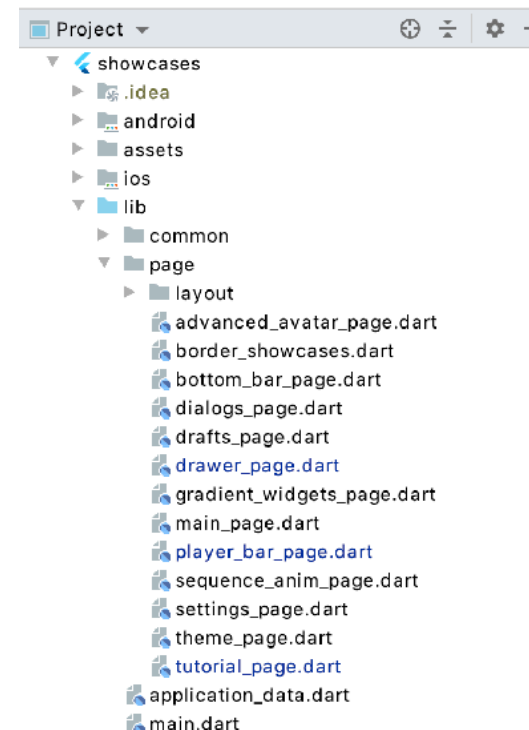 Project
showcases
.idea
android
assets
ios
lib
common
page
layout
advanced_avatar_page.dart
border_showcases.dart
bottom_bar_page.dart
dialogs_page.dart
drafts_page.dart
drawer_page.dart
gradient_widgets_page.dart
main_page.dart
player_bar_page.dart
sequence_anim_page.dart
settings_page.dart
theme_page.dart
tutorial_page.dart
application_data.dart
main.dart